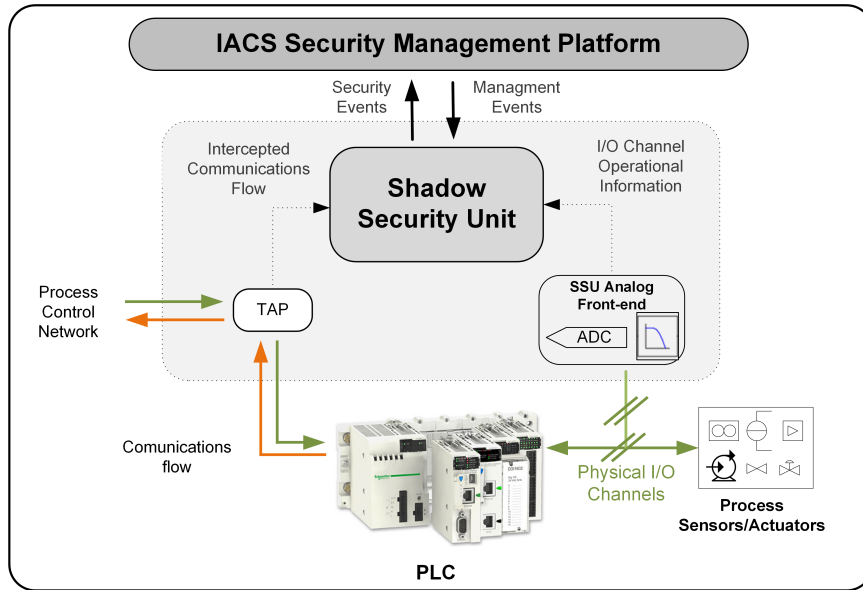 IACS Security Management Platform
Security
Events
Managment
Events
Intercepted
Communications
Flow
I/O Channel
Operational
Information
Shadow
Security Unit
Process
Control
Network
TAP
SSU Analog
Front-end
ADC
Comunications
flow
Schneider
Physical I/O
Channels
Process
Sensors/Actuators
PLC